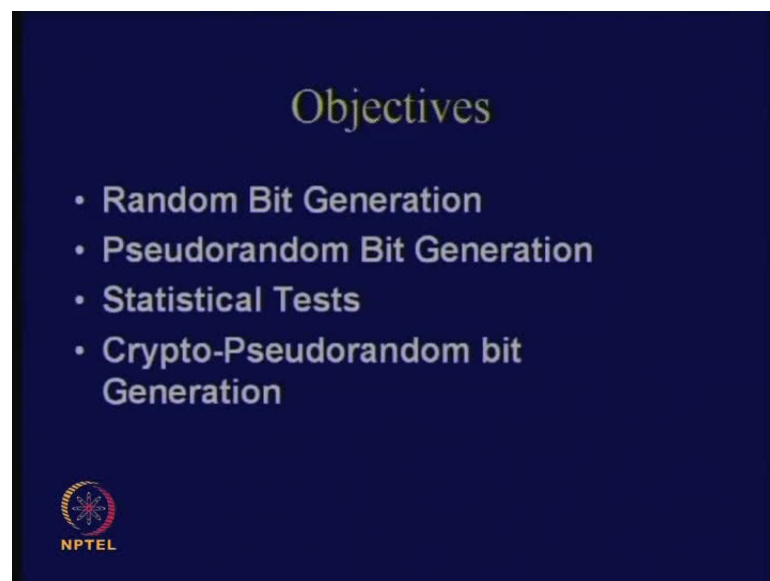 Objectives
• Random Bit Generation
• Pseudorandom Bit Generation
• Statistical Tests
• Crypto-Pseudorandom bit
Generation
NPTEL